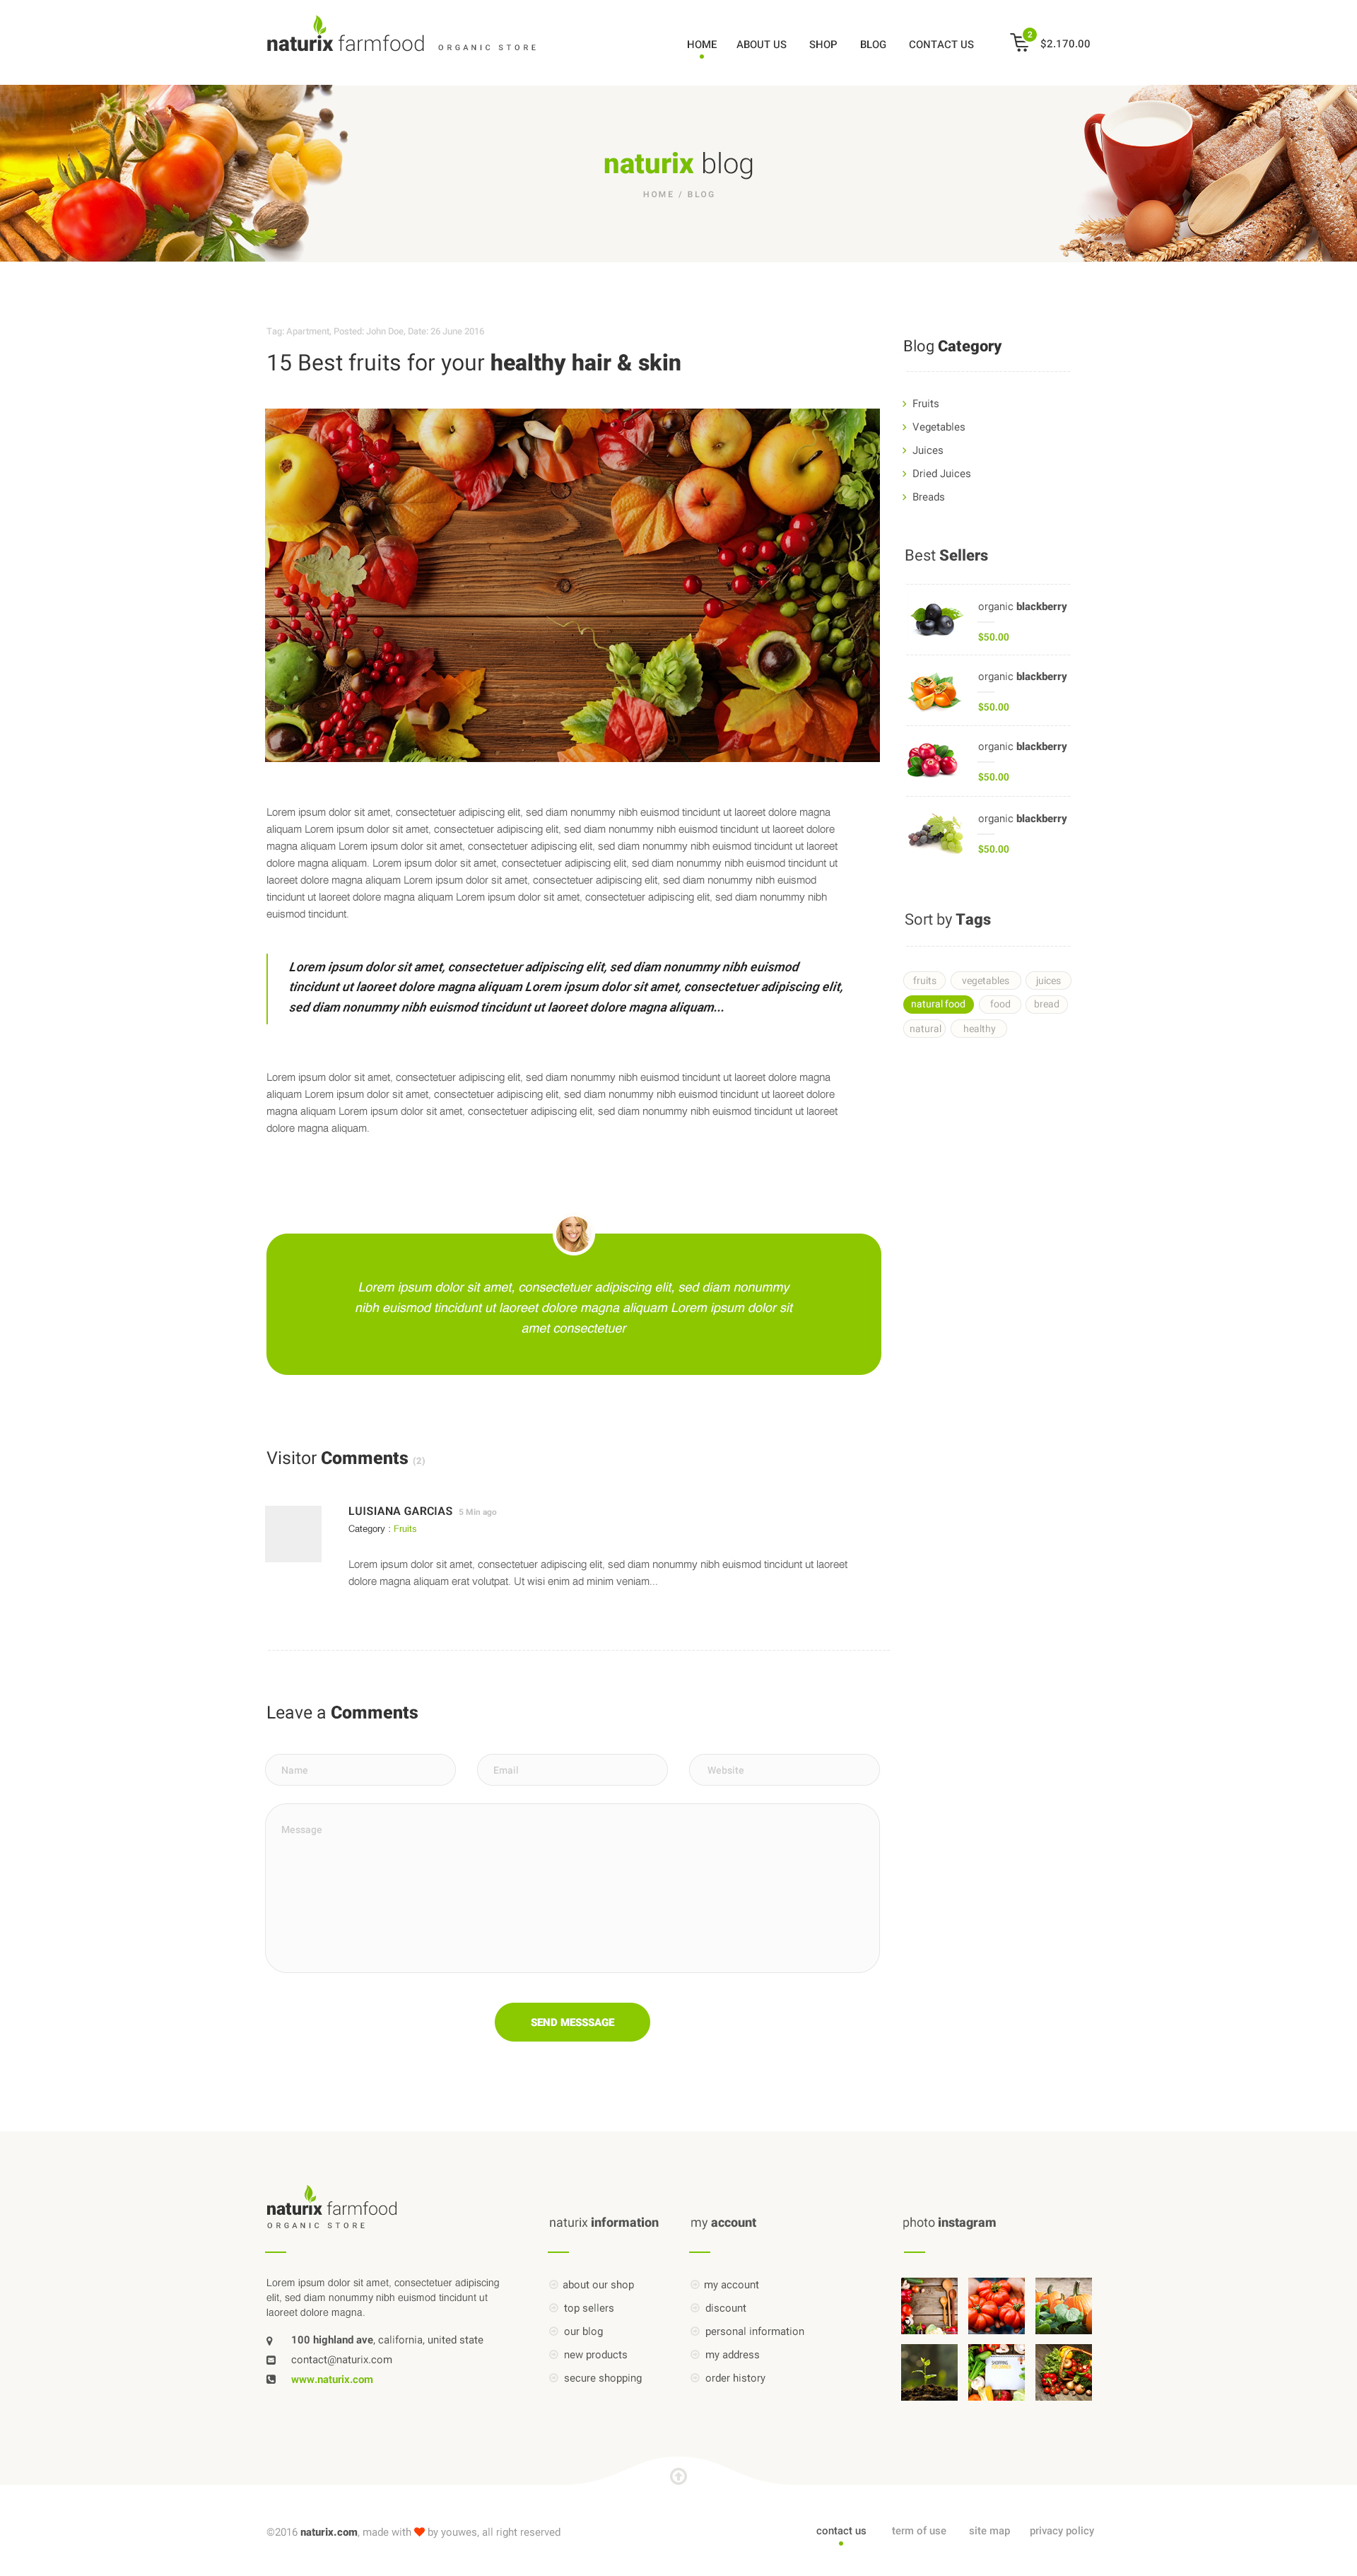 naturix farmfood ORGANIC STORE
HOME ABOUT US SHOP BLOG CONTACT US 2 $2.170.00
naturix blog
HOME / BLOG
Tag: Apartment, Posted: John Doe, Date: 26 June 2016
15 Best fruits for your healthy hair & skin
Lorem ipsum dolor sit amet, consectetuer adipiscing elit, sed diam nonummy nibh euismod tincidunt ut laoreet dolore magna
aliquam Lorem ipsum dolor sit amet, consectetuer adipiscing elit, sed diam nonummy nibh euismod tincidunt ut laoreet dolore
magna aliquam Lorem ipsum dolor sit amet, consectetuer adipiscing elit, sed diam nonummy nibh euismod tincidunt ut laoreet
dolore magna aliquam. Lorem ipsum dolor sit amet, consectetuer adipiscing elit, sed diam nonummy nibh euismod tincidunt ut
laoreet dolore magna aliquam Lorem ipsum dolor sit amet, consectetuer adipiscing elit, sed diam nonummy nibh euismod
tincidunt ut laoreet dolore magna aliquam Lorem ipsum dolor sit amet, consectetuer adipiscing elit, sed diam nonummy nibh
euismod tincidunt.
Lorem ipsum dolor sit amet, consectetuer adipiscing elit, sed diam nonummy nibh euismod
tincidunt ut laoreet dolore magna aliquam Lorem ipsum dolor sit amet, consectetuer adipiscing elit,
sed diam nonummy nibh euismod tincidunt ut laoreet dolore magna aliquam...
Lorem ipsum dolor sit amet, consectetuer adipiscing elit, sed diam nonummy nibh euismod tincidunt ut laoreet dolore magna
aliquam Lorem ipsum dolor sit amet, consectetuer adipiscing elit, sed diam nonummy nibh euismod tincidunt ut laoreet dolore
magna aliquam Lorem ipsum dolor sit amet, consectetuer adipiscing elit, sed diam nonummy nibh euismod tincidunt ut laoreet
dolore magna aliquam.
Lorem ipsum dolor sit amet, consectetuer adipiscing elit, sed diam nonummy
nibh euismod tincidunt ut laoreet dolore magna aliquam Lorem ipsum dolor sit
amet consectetuer
Visitor Comments (2)
LUISIANA GARCIAS 5 Min ago
Category : Fruits
Lorem ipsum dolor sit amet, consectetuer adipiscing elit, sed diam nonummy nibh euismod tincidunt ut laoreet
dolore magna aliquam erat volutpat. Ut wisi enim ad minim veniam...
Leave a Comments
Name Email Website
Message
SEND MESSSAGE
Blog Category
Fruits
Vegetables
Juices
Dried Juices
Breads
Best Sellers
organic blackberry
$50.00
organic blackberry
$50.00
organic blackberry
$50.00
organic blackberry
$50.00
Sort by Tags
fruits vegetables juices
natural food food bread
natural healthy
naturix farmfood
ORGANIC STORE
Lorem ipsum dolor sit amet, consectetuer adipiscing
elit, sed diam nonummy nibh euismod tincidunt ut
laoreet dolore magna.
100 highland ave, california, united state
contact@naturix.com
www.naturix.com
naturix information
about our shop
top sellers
our blog
new products
secure shopping
my account
my account
discount
personal information
my address
order history
photo instagram
©2016 naturix.com, made with by youwes, all right reserved
contact us term of use site map privacy policy